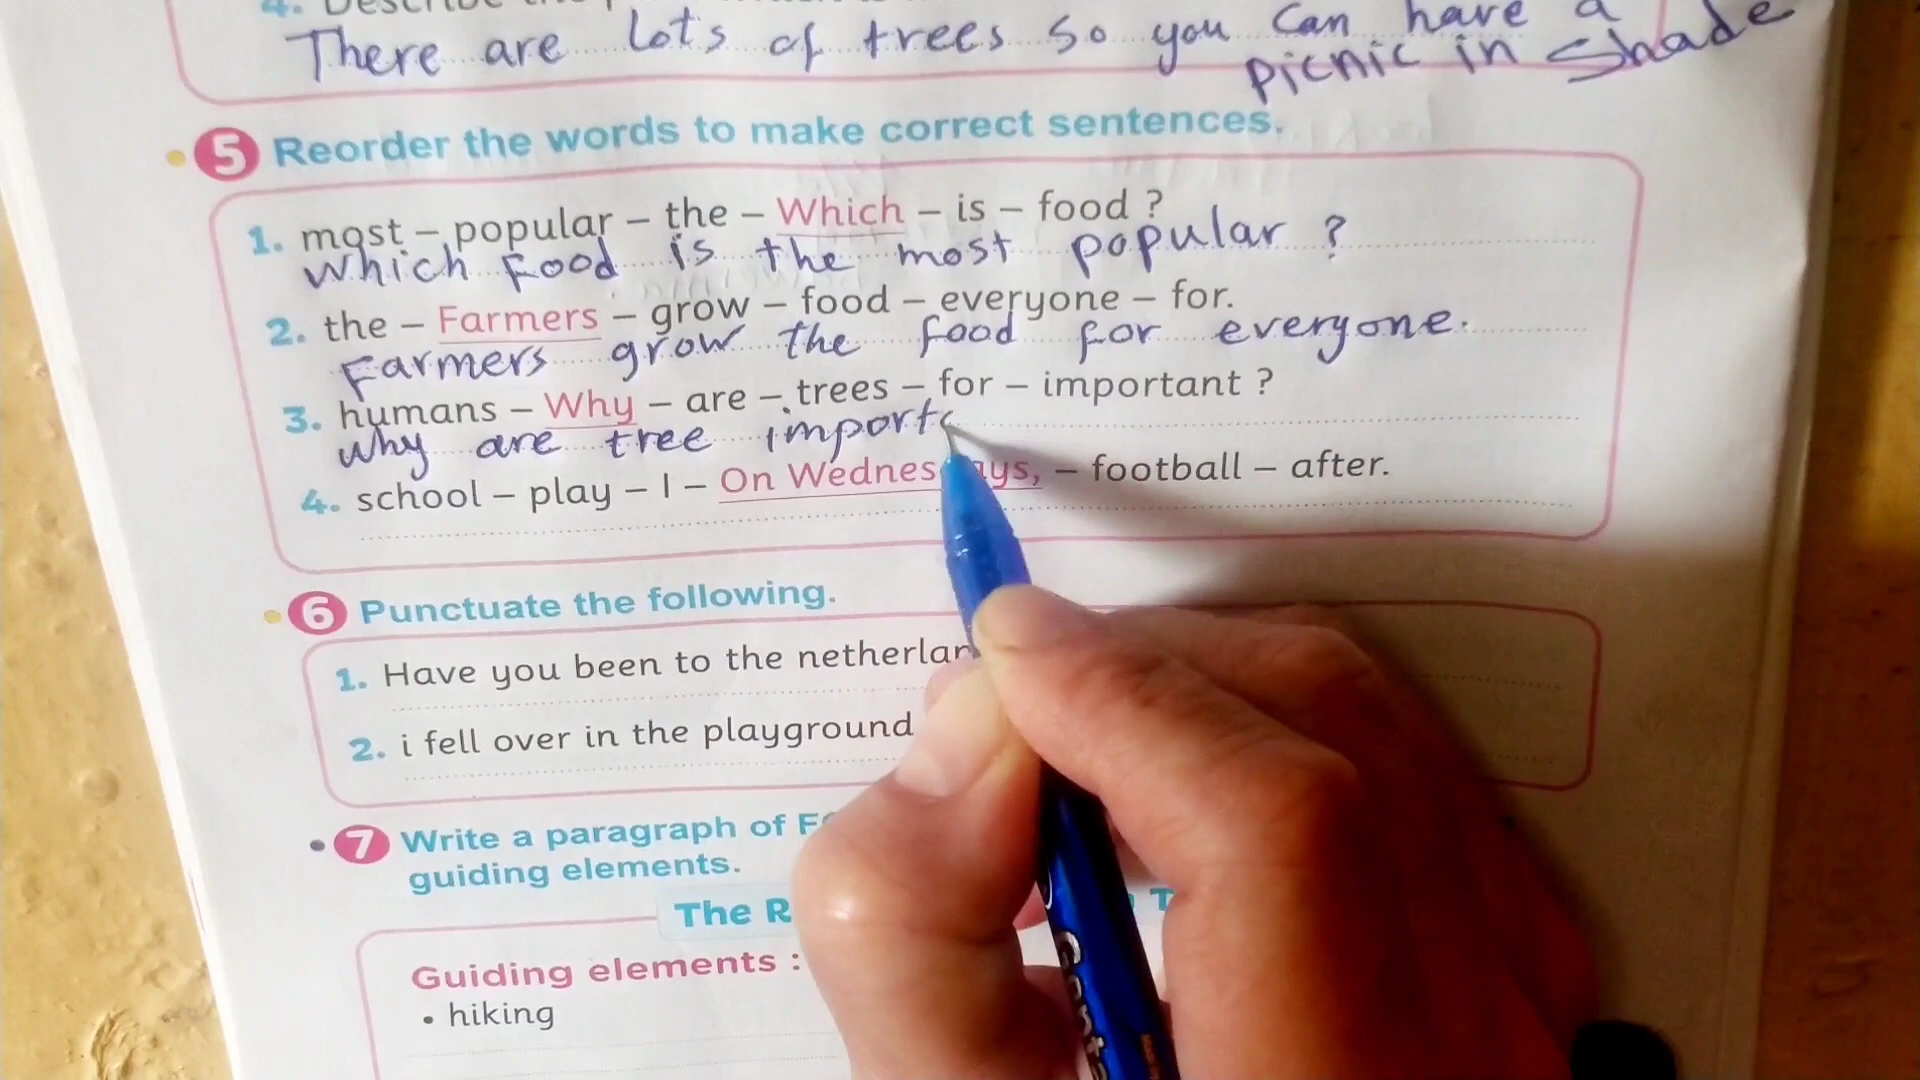 There are lots of trees so you can have a
picnic in Shade
5 Reorder the words to make correct sentences.
1. most – popular – the – Which – is – food ?
Which Food is the most popular ?
2. the – Farmers – grow – food – everyone – for.
Farmers grow the food for everyone.
3. humans – Why – are – trees – for – important ?
Why are tree importa
4. school – play – I – On Wednes ays, – football – after.
6 Punctuate the following.
1. Have you been to the netherlan
2. i fell over in the playground
7 Write a paragraph of F
guiding elements.
The R T
Guiding elements :
• hiking